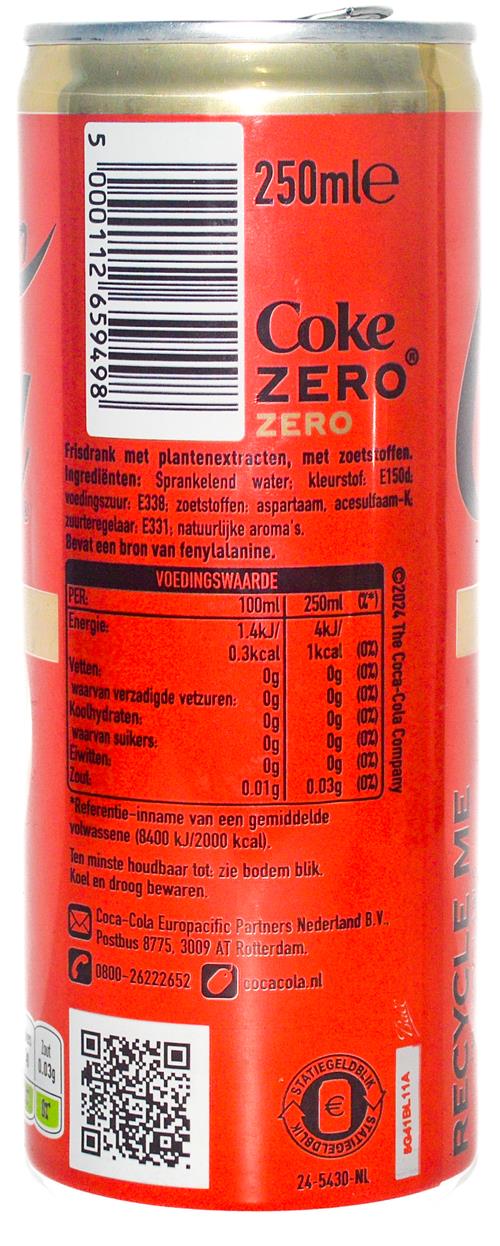 5 000112 659498
250ml℮
Coke
ZERO®
ZERO
Frisdrank met plantenextracten, met zoetstoffen.
Ingrediënten: Sprankelend water; kleurstof: E150d;
voedingszuur: E338; zoetstoffen: aspartaam, acesulfaam-K;
zuurteregelaar: E331; natuurlijke aroma's.
Bevat een bron van fenylalanine.
VOEDINGSWAARDE
PER: 100ml 250ml (%*)
Energie: 1.4kJ/ 4kJ/
0.3kcal 1kcal (0%)
Vetten: 0g 0g (0%)
waarvan verzadigde vetzuren: 0g 0g (0%)
Koolhydraten: 0g 0g (0%)
waarvan suikers: 0g 0g (0%)
Eiwitten: 0g 0g (0%)
Zout: 0.01g 0.03g (0%)
©2024 The Coca-Cola Company
*Referentie-inname van een gemiddelde
volwassene (8400 kJ/2000 kcal).
Ten minste houdbaar tot: zie bodem blik.
Koel en droog bewaren.
Coca-Cola Europacific Partners Nederland B.V.,
Postbus 8775, 3009 AT Rotterdam.
0800-26222652 cocacola.nl
Zout
0.03g
0%
STATIEGELDBLIK
€
STATIEGELDBLIK
STATIEGELDBLIK
24-5430-NL
8G41BL11A
RECYCLE ME